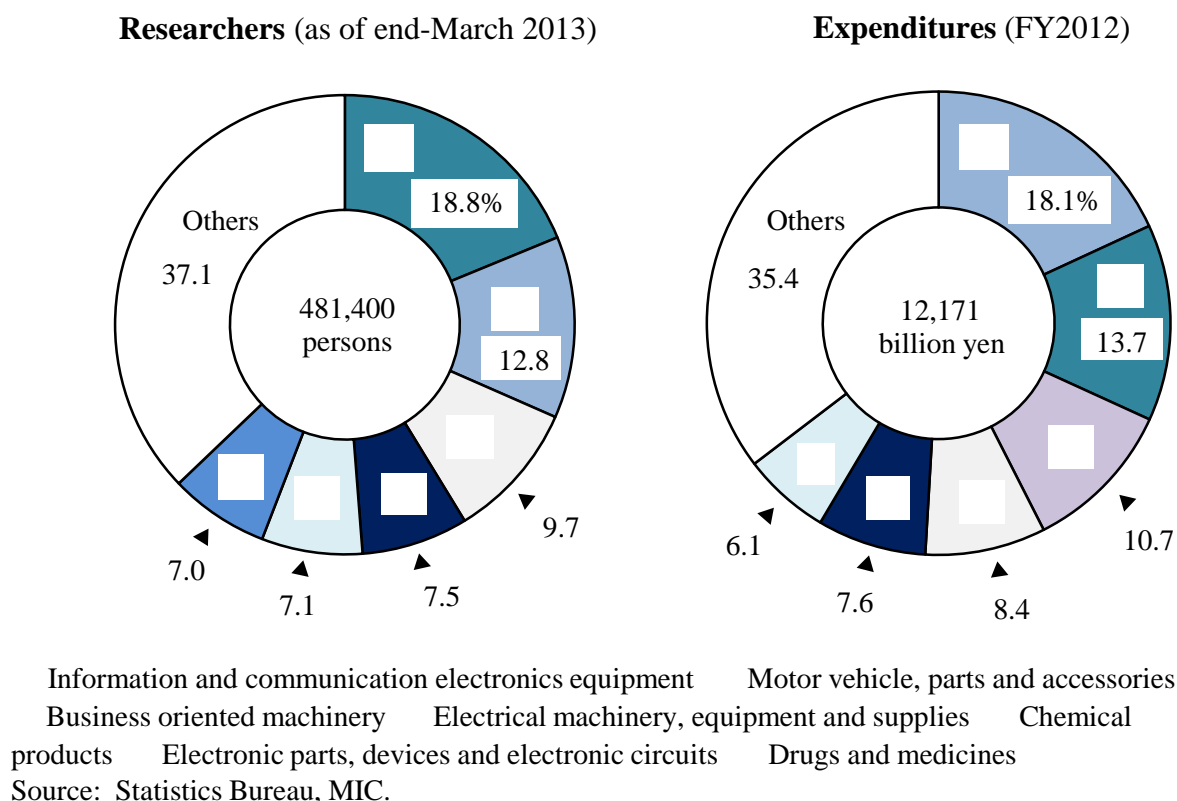 Researchers (as of end-March 2013)
Expenditures (FY2012)
18.8%
Others
37.1
12.8
481,400
persons
9.7
7.5
7.1
7.0
18.1%
Others
35.4
13.7
12,171
billion yen
10.7
8.4
7.6
6.1
Information and communication electronics equipment Motor vehicle, parts and accessories
Business oriented machinery Electrical machinery, equipment and supplies Chemical
products Electronic parts, devices and electronic circuits Drugs and medicines
Source: Statistics Bureau, MIC.